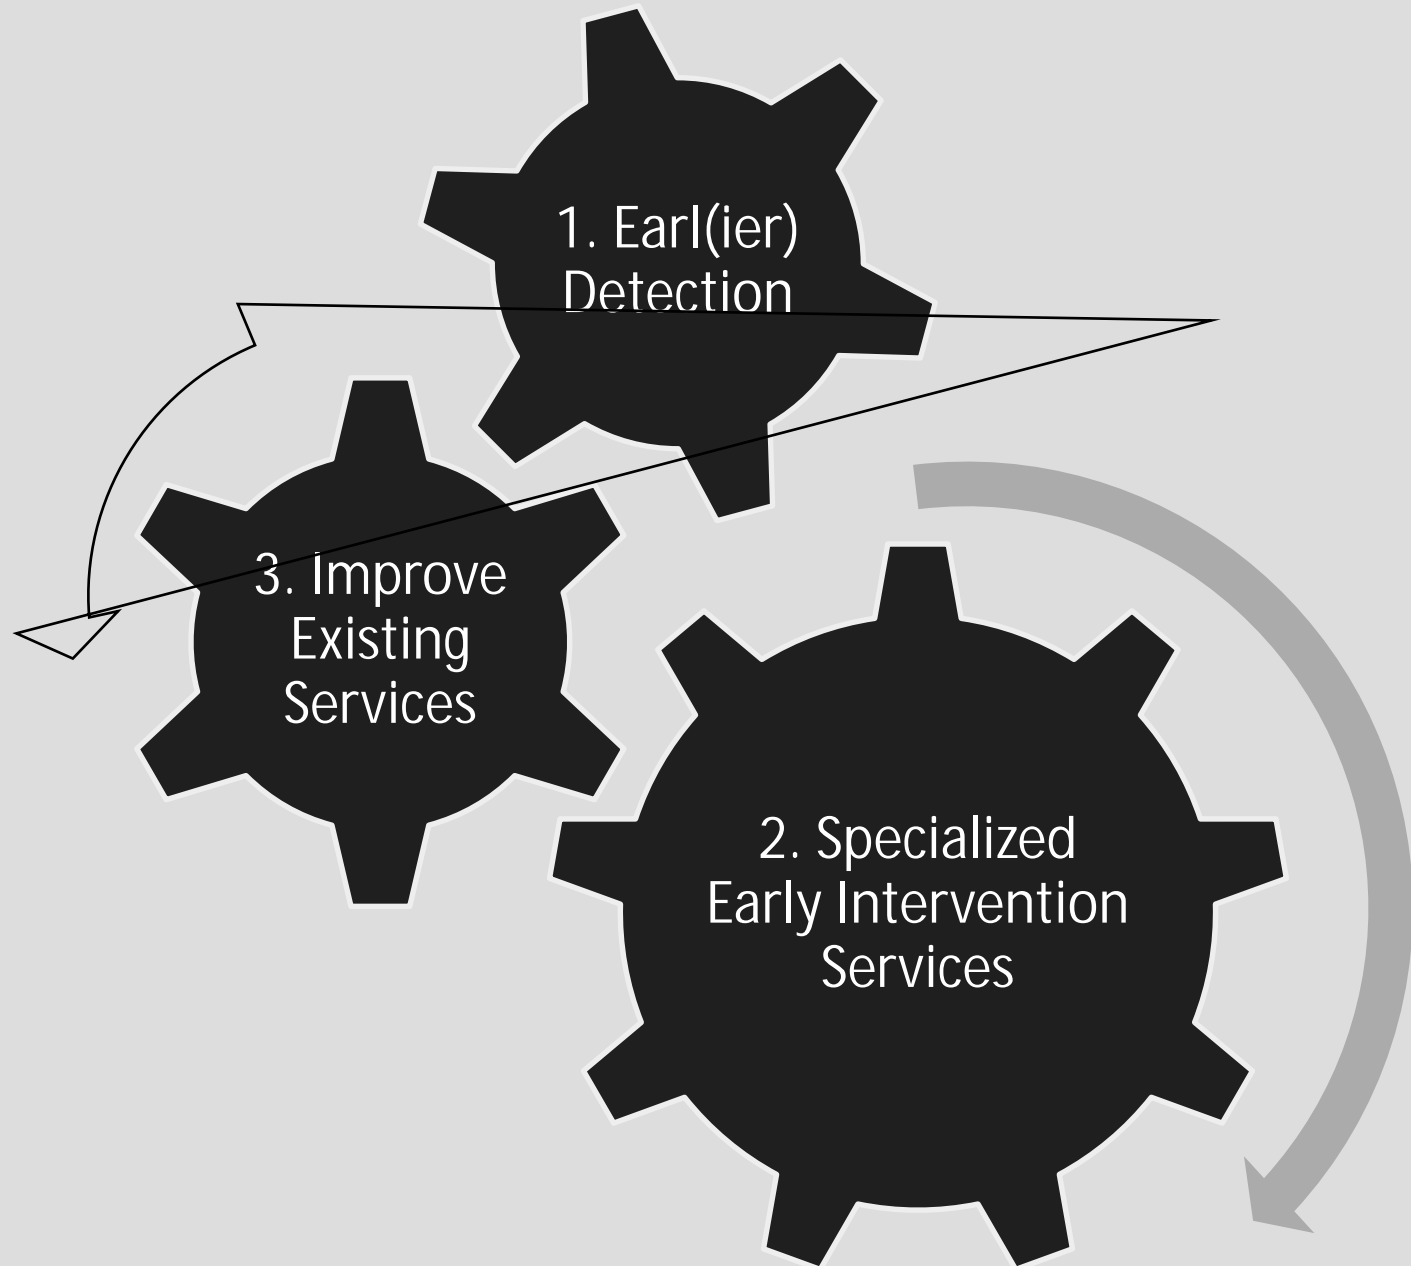 1. Earl(ier)
Detection
3. Improve
Existing
Services
2. Specialized
Early Intervention
Services